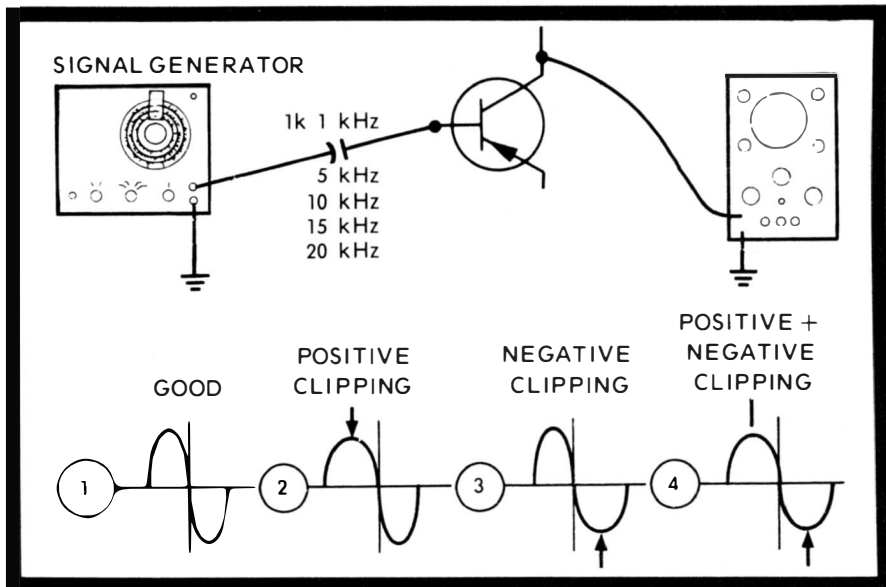 SIGNAL GENERATOR
1k 1 kHz
5 kHz
10 kHz
15 kHz
20 kHz
GOOD
POSITIVE
CLIPPING
NEGATIVE
CLIPPING
POSITIVE +
NEGATIVE
CLIPPING
1
2
3
4